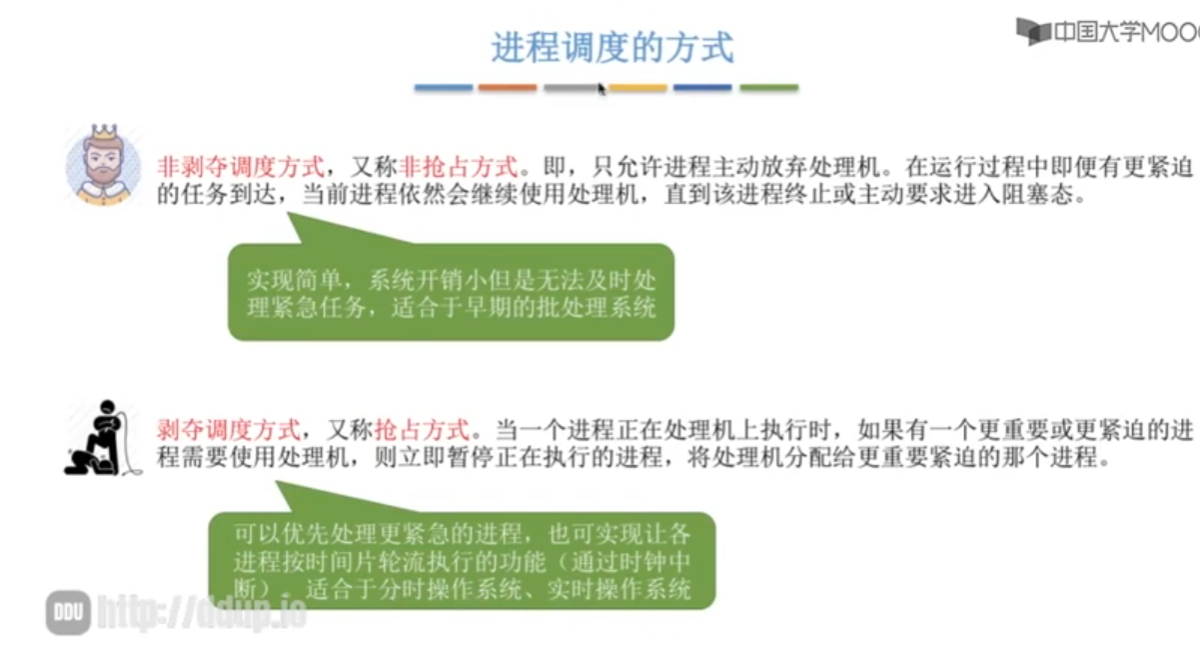 中国大学MOOC
进程调度的方式
非剥夺调度方式，又称非抢占方式。即，只允许进程主动放弃处理机。在运行过程中即便有更紧迫
的任务到达，当前进程依然会继续使用处理机，直到该进程终止或主动要求进入阻塞态。
实现简单，系统开销小但是无法及时处
理紧急任务，适合于早期的批处理系统
剥夺调度方式，又称抢占方式。当一个进程正在处理机上执行时，如果有一个更重要或更紧迫的进
程需要使用处理机，则立即暂停正在执行的进程，将处理机分配给更重要紧迫的那个进程。
可以优先处理更紧急的进程，也可实现让各
进程按时间片轮流执行的功能（通过时钟中
断）。适合于分时操作系统、实时操作系统
DDU http://ddup.io